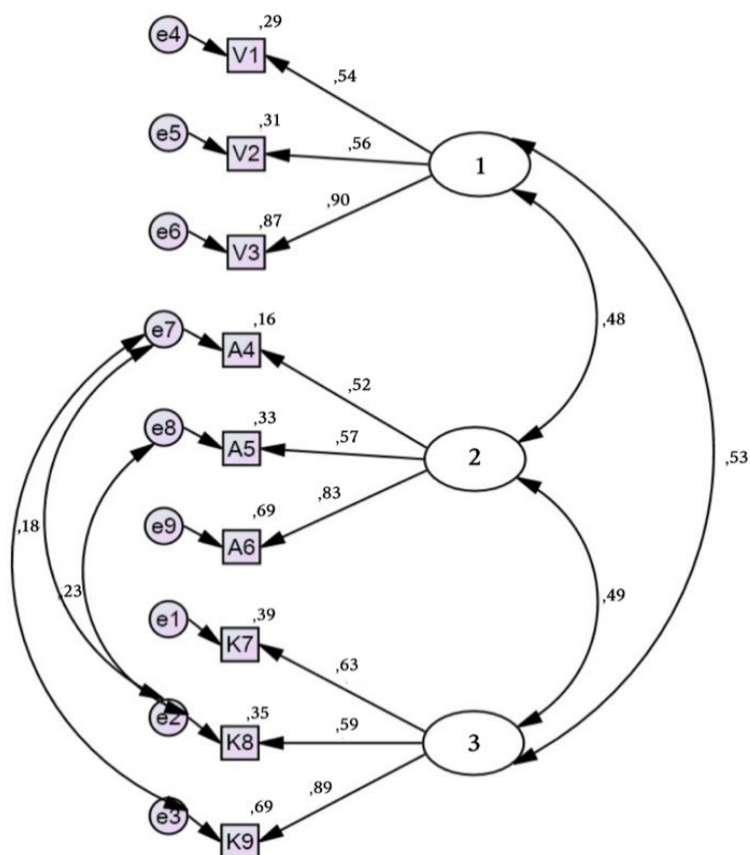 e4
,29
V1
,54
e5
,31
V2
,56
1
e6
,87
V3
,90
,48
e7
,16
A4
,52
e8
,33
A5
,57
2
,53
e9
,69
A6
,83
,18
,23
,49
e1
,39
K7
,63
e2
,35
K8
,59
3
e3
,69
K9
,89